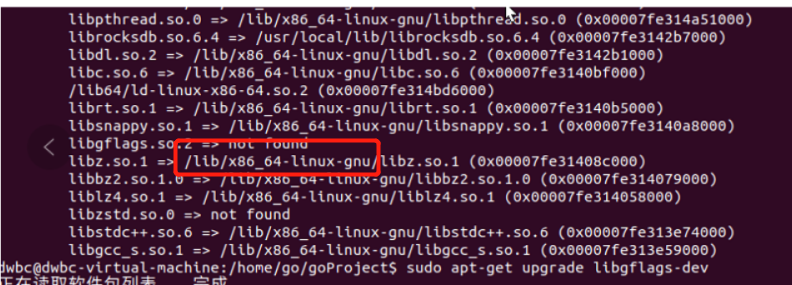 libpthread.so.0 => /lib/x86_64-linux-gnu/libpthread.so.0 (0x00007fe314a51000)
librocksdb.so.6.4 => /usr/local/lib/librocksdb.so.6.4 (0x00007fe3142b7000)
libdl.so.2 => /lib/x86_64-linux-gnu/libdl.so.2 (0x00007fe3142b1000)
libc.so.6 => /lib/x86_64-linux-gnu/libc.so.6 (0x00007fe3140bf000)
/lib64/ld-linux-x86-64.so.2 (0x00007fe314bd6000)
librt.so.1 => /lib/x86_64-linux-gnu/librt.so.1 (0x00007fe3140b5000)
libsnappy.so.1 => /lib/x86_64-linux-gnu/libsnappy.so.1 (0x00007fe3140a8000)
libgflags.so.2 => not found
libz.so.1 => /lib/x86_64-linux-gnu/libz.so.1 (0x00007fe31408c000)
libbz2.so.1.0 => /lib/x86_64-linux-gnu/libbz2.so.1.0 (0x00007fe314079000)
liblz4.so.1 => /lib/x86_64-linux-gnu/liblz4.so.1 (0x00007fe314058000)
libzstd.so.0 => not found
libstdc++.so.6 => /lib/x86_64-linux-gnu/libstdc++.so.6 (0x00007fe313e74000)
libgcc_s.so.1 => /lib/x86_64-linux-gnu/libgcc_s.so.1 (0x00007fe313e59000)
dwbc@dwbc-virtual-machine:/home/go/goProject$ sudo apt-get upgrade libgflags-dev
正在读取软件包列表... 完成